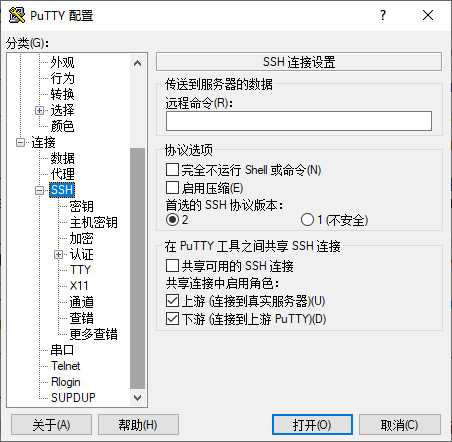 PuTTY 配置
分类(G):
外观
行为
转换
选择
颜色
连接
数据
代理
SSH
密钥
主机密钥
加密
认证
TTY
X11
通道
查错
更多查错
串口
Telnet
Rlogin
SUPDUP
SSH 连接设置
传送到服务器的数据
远程命令(R):
协议选项
完全不运行 Shell 或命令(N)
启用压缩(E)
首选的 SSH 协议版本:
2 1 (不安全)
在 PuTTY 工具之间共享 SSH 连接
共享可用的 SSH 连接
共享连接中启用角色:
上游 (连接到真实服务器)(U)
下游 (连接到上游 PuTTY)(D)
关于(A) 帮助(H) 打开(O) 取消(C)